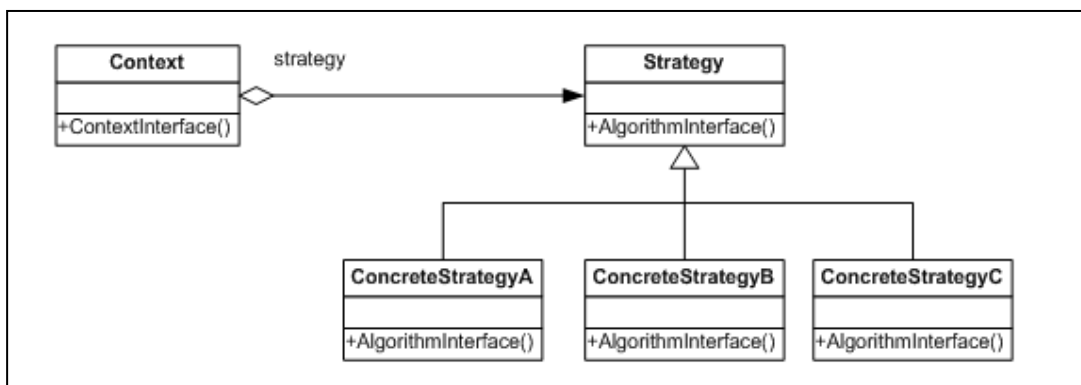 Context
strategy
Strategy
+ContextInterface()
+AlgorithmInterface()
ConcreteStrategyA
ConcreteStrategyB
ConcreteStrategyC
+AlgorithmInterface()
+AlgorithmInterface()
+AlgorithmInterface()